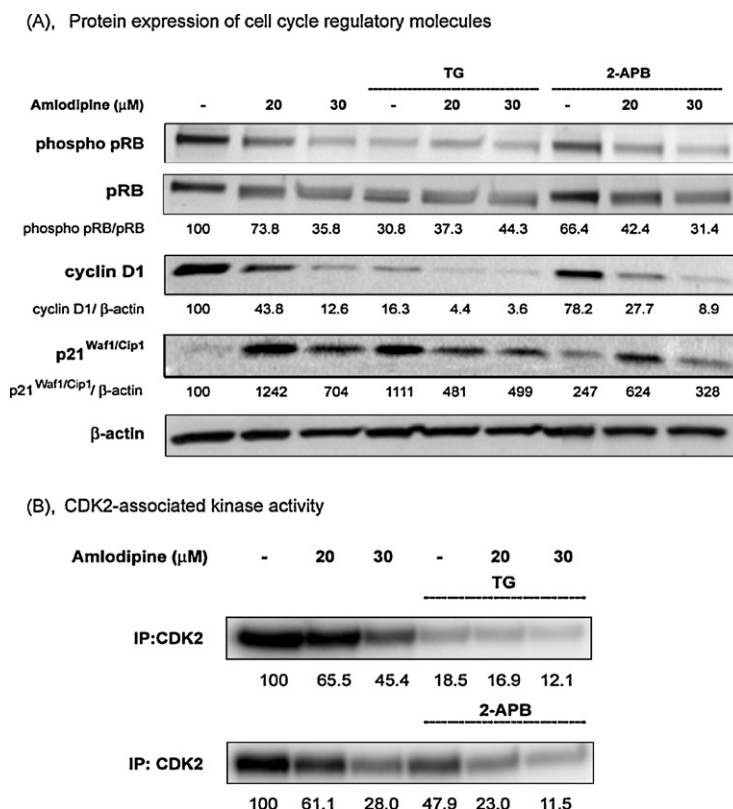 (A), Protein expression of cell cycle regulatory molecules
TG 2-APB
Amlodipine (μM) - 20 30 - 20 30 - 20 30
phospho pRB
pRB
phospho pRB/pRB 100 73.8 35.8 30.8 37.3 44.3 66.4 42.4 31.4
cyclin D1
cyclin D1/ β-actin 100 43.8 12.6 16.3 4.4 3.6 78.2 27.7 8.9
p21 Waf1/Cip1
p21 Waf1/Cip1/ β-actin 100 1242 704 1111 481 499 247 624 328
β-actin
(B), CDK2-associated kinase activity
Amlodipine (μM) - 20 30 - 20 30
TG
IP:CDK2
100 65.5 45.4 18.5 16.9 12.1
2-APB
IP: CDK2
100 61.1 28.0 47.9 23.0 11.5